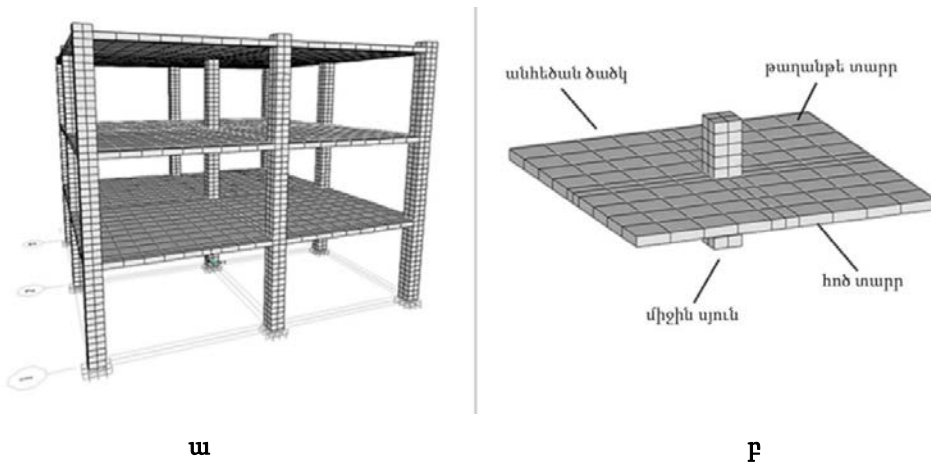 անհեծան ծածկ
թաղանթե տարր
հոծ տարր
միջին սյուն
ա
բ